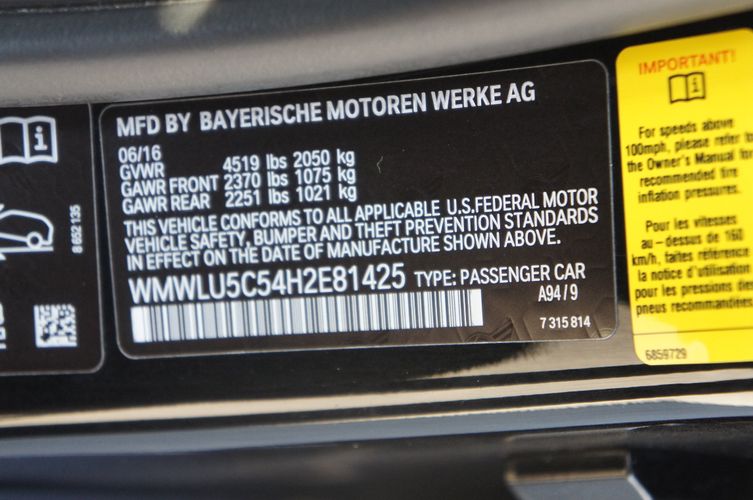 MFD BY BAYERISCHE MOTOREN WERKE AG
06/16
GVWR 4519 lbs 2050 kg
GAWR FRONT 2370 lbs 1075 kg
GAWR REAR 2251 lbs 1021 kg
THIS VEHICLE CONFORMS TO ALL APPLICABLE U.S.FEDERAL MOTOR
VEHICLE SAFETY, BUMPER AND THEFT PREVENTION STANDARDS
IN EFFECT ON THE DATE OF MANUFACTURE SHOWN ABOVE.
WMWLU5C54H2E81425 TYPE: PASSENGER CAR
A94/9
7 315 814
8 652 135
IMPORTANT!
For speeds above
100mph, please refer to
the Owner's Manual for
recommended tire
inflation pressures.
Pour les vitesses
au-dessus de 160
km/h, faites référence
à la notice d'utilisation
pour les pressions de
gonflage
6859729